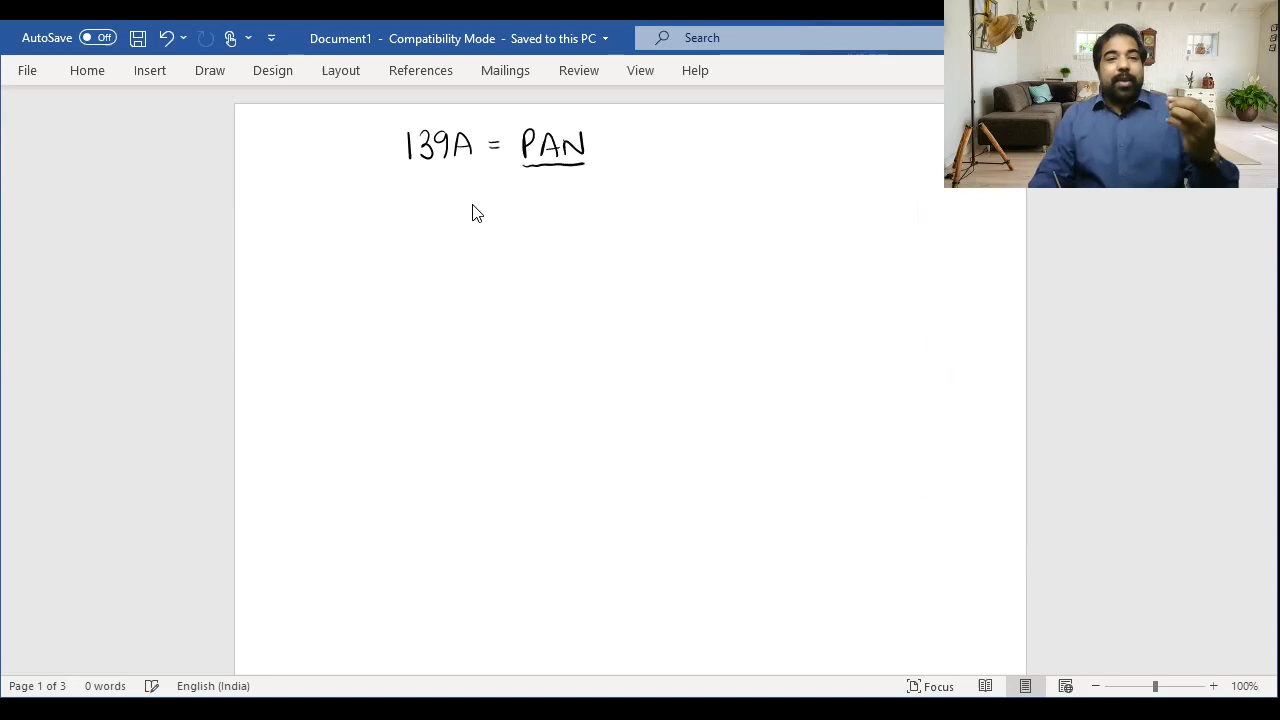 AutoSave Off Document1 - Compatibility Mode - Saved to this PC Search
File Home Insert Draw Design Layout References Mailings Review View Help
139A = PAN
Page 1 of 3 0 words English (India) Focus 100%